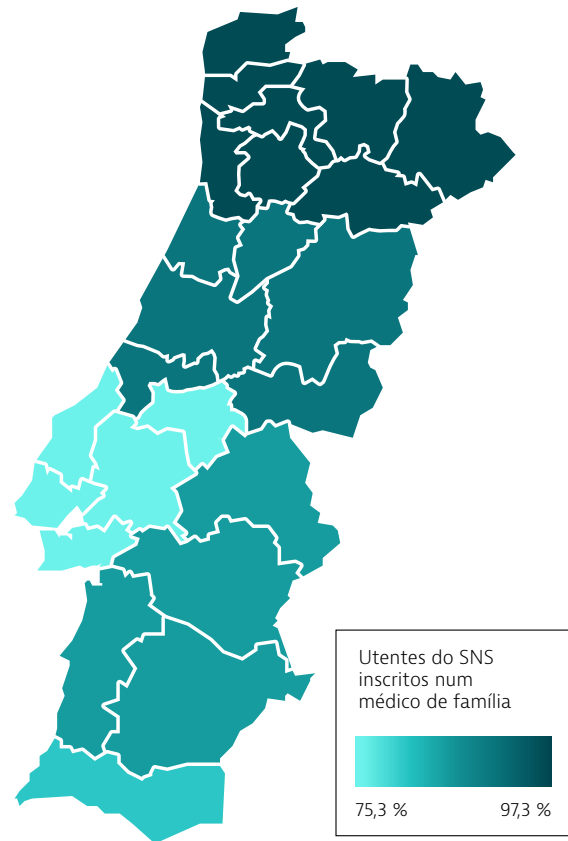 Utentes do SNS
inscritos num
médico de família
75,3 % 97,3 %